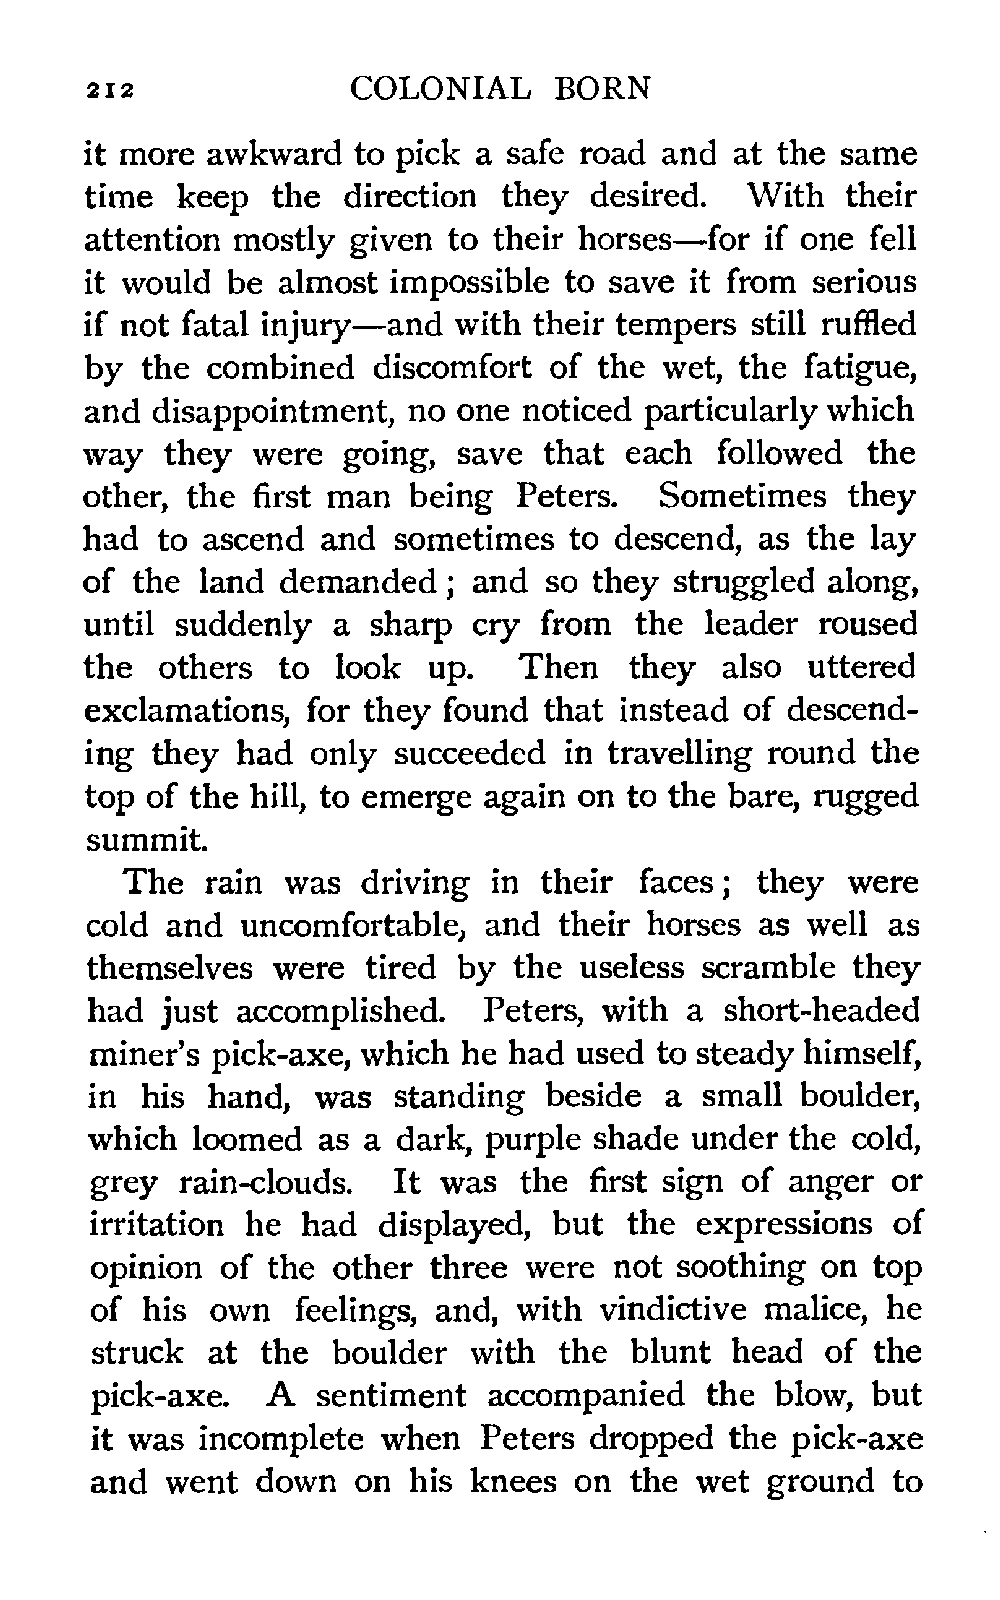 212 COLONIAL BORN
it more awkward to pick a safe road and at the same
time keep the direction they desired. With their
attention mostly given to their horses—for if one fell
it would be almost impossible to save it from serious
if not fatal injury—and with their tempers still ruffled
by the combined discomfort of the wet, the fatigue,
and disappointment, no one noticed particularly which
way they were going, save that each followed the
other, the first man being Peters. Sometimes they
had to ascend and sometimes to descend, as the lay
of the land demanded ; and so they struggled along,
until suddenly a sharp cry from the leader roused
the others to look up. Then they also uttered
exclamations, for they found that instead of descend-
ing they had only succeeded in travelling round the
top of the hill, to emerge again on to the bare, rugged
summit.
The rain was driving in their faces ; they were
cold and uncomfortable, and their horses as well as
themselves were tired by the useless scramble they
had just accomplished. Peters, with a short-headed
miner's pick-axe, which he had used to steady himself,
in his hand, was standing beside a small boulder,
which loomed as a dark, purple shade under the cold,
grey rain-clouds. It was the first sign of anger or
irritation he had displayed, but the expressions of
opinion of the other three were not soothing on top
of his own feelings, and, with vindictive malice, he
struck at the boulder with the blunt head of the
pick-axe. A sentiment accompanied the blow, but
it was incomplete when Peters dropped the pick-axe
and went down on his knees on the wet ground to